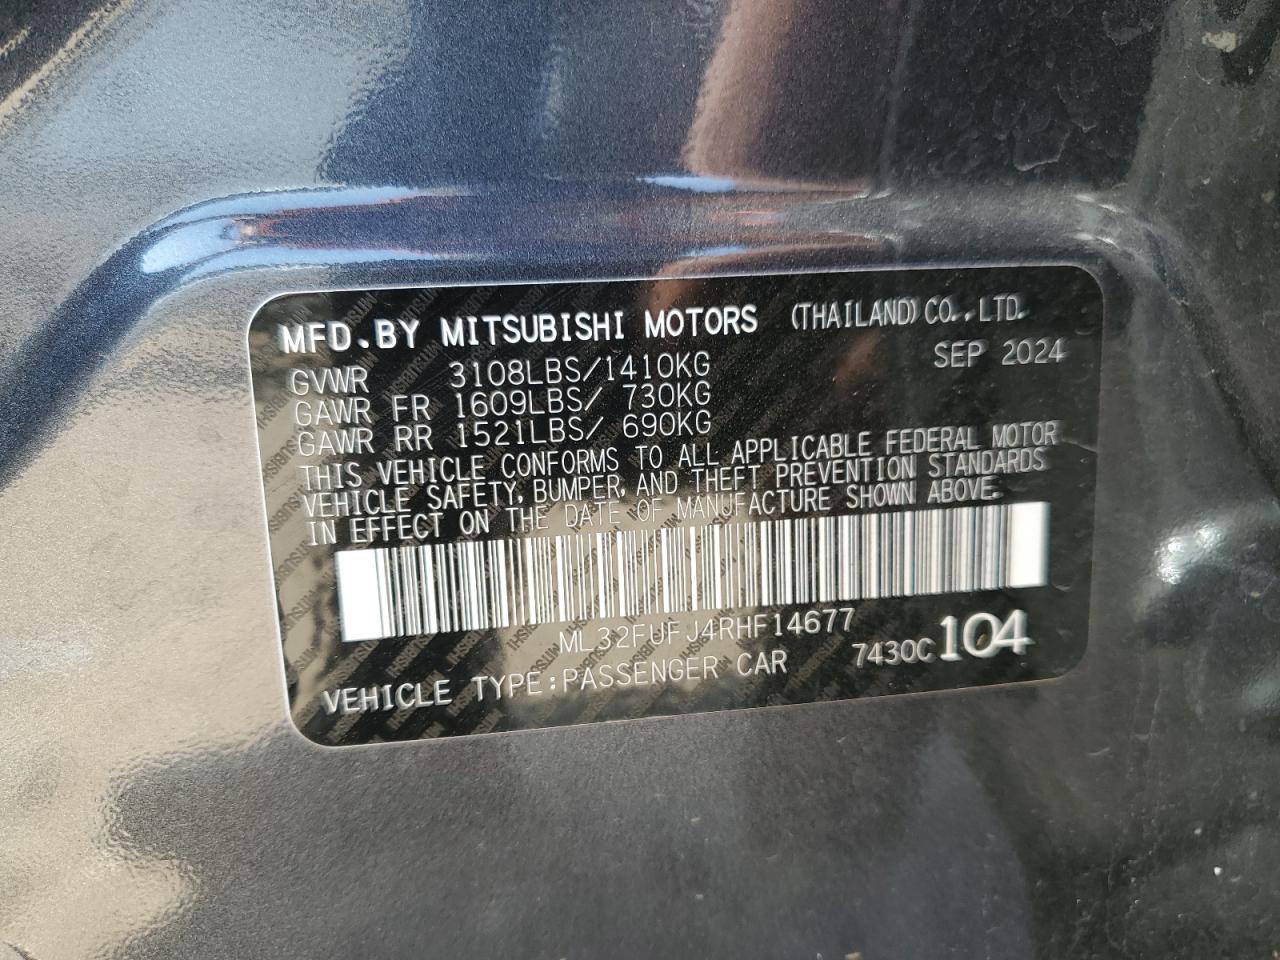 MFD.BY MITSUBISHI MOTORS (THAILAND) CO.,LTD.
SEP 2024
GVWR 3108LBS/1410KG
GAWR FR 1609LBS/ 730KG
GAWR RR 1521LBS/ 690KG
THIS VEHICLE CONFORMS TO ALL APPLICABLE FEDERAL MOTOR
VEHICLE SAFETY, BUMPER, AND THEFT PREVENTION STANDARDS
IN EFFECT ON THE DATE OF MANUFACTURE SHOWN ABOVE.
ML32FUFJ4RHF14677
VEHICLE TYPE:PASSENGER CAR 7430C 104